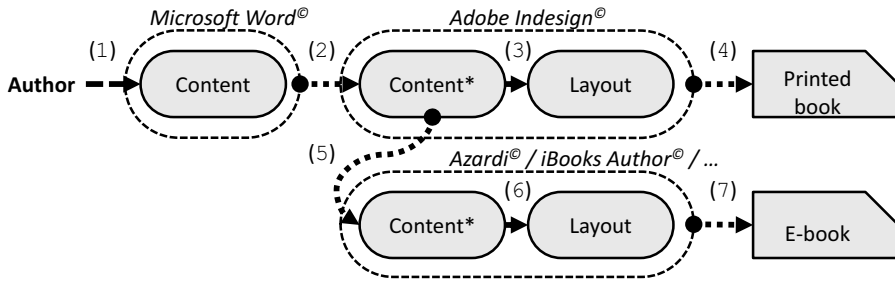 Microsoft Word©
Adobe Indesign©
(1)
(2)
(3)
(4)
Author
Content
Content*
Layout
Printed
book
(5)
Azardi© / iBooks Author© / ...
(6)
(7)
Content*
Layout
E-book